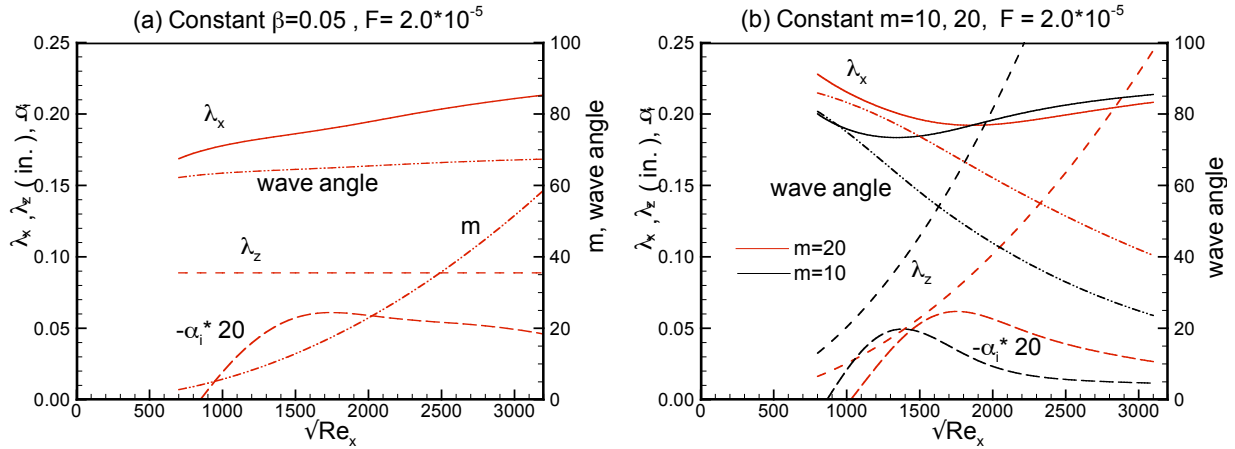 (a) Constant β=0.05 , F= 2.0*10⁻⁵
0.25
0.20
0.15
0.10
0.05
0.00
λₓ , λ_z ( in. ) , αᵢ
100
80
60
40
20
0
m, wave angle
λₓ
wave angle
m
λ_z
-αᵢ* 20
0 500 1000 1500 2000 2500 3000
√Reₓ
(b) Constant m=10, 20, F = 2.0*10⁻⁵
0.25
0.20
0.15
0.10
0.05
0.00
λₓ , λ_z ( in. ) , αᵢ
100
80
60
40
20
0
wave angle
λₓ
wave angle
m=20
m=10
λ_z
-αᵢ* 20
0 500 1000 1500 2000 2500 3000
√Reₓ